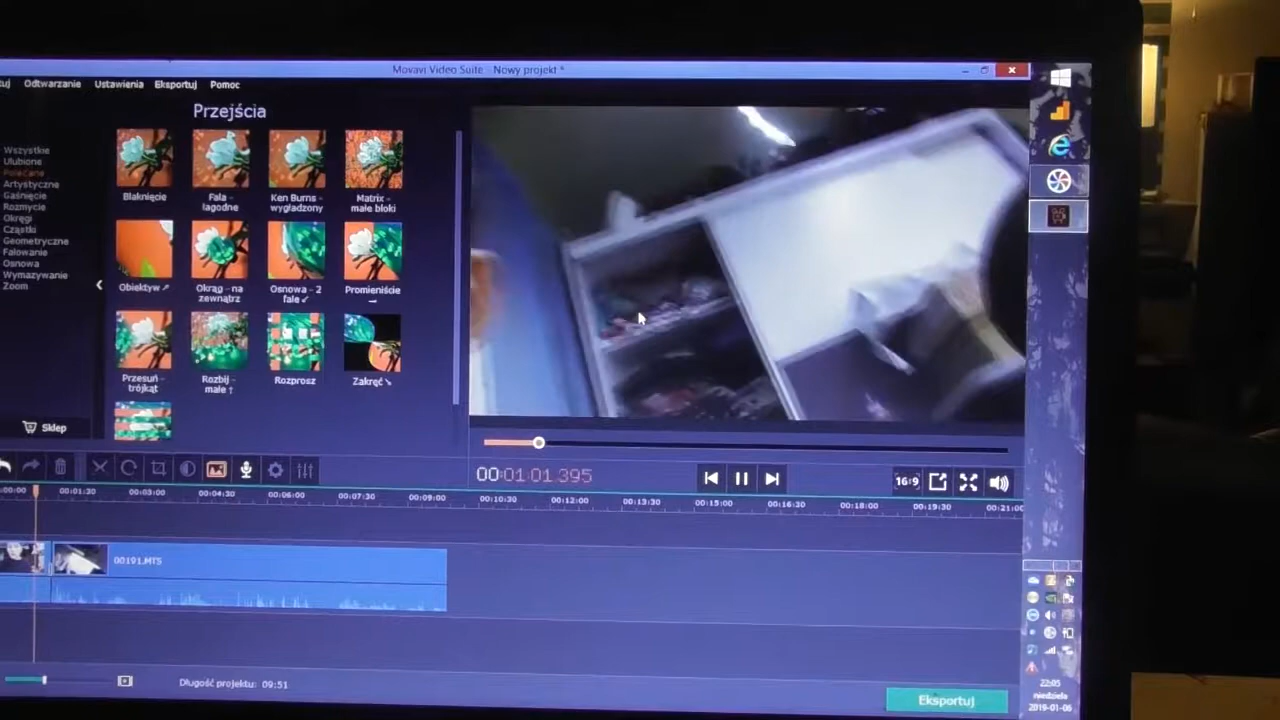 Movavi Video Suite - Nowy projekt *
tuj Odtwarzanie Ustawienia Eksportuj Pomoc
Przejścia
Wszystkie
Ulubione
Polecane
Artystyczne
Gaśnięcie
Rozmycie
Okręgi
Cząstki
Geometryczne
Falowanie
Osnowa
Wymazywanie
Zoom
Blaknięcie
Fala -
łagodne
Ken Burns -
wygładzony
Matrix -
małe bloki
Obiektyw ↗
Okrąg - na
zewnątrz
Osnowa - 2
fale ↙
Promieniście
→
Przesuń -
trójkąt
Rozbij -
małe ↑
Rozprosz
Zakręć ↘
Sklep
00:01:01.395
16:9
00:00 00:01:30 00:03:00 00:04:30 00:06:00 00:07:30 00:09:00 00:10:30 00:12:00 00:13:30 00:15:00 00:16:30 00:18:00 00:19:30 00:21:00
00191.MTS
Długość projektu: 09:51
Eksportuj
22:05
niedziela
2019-01-06